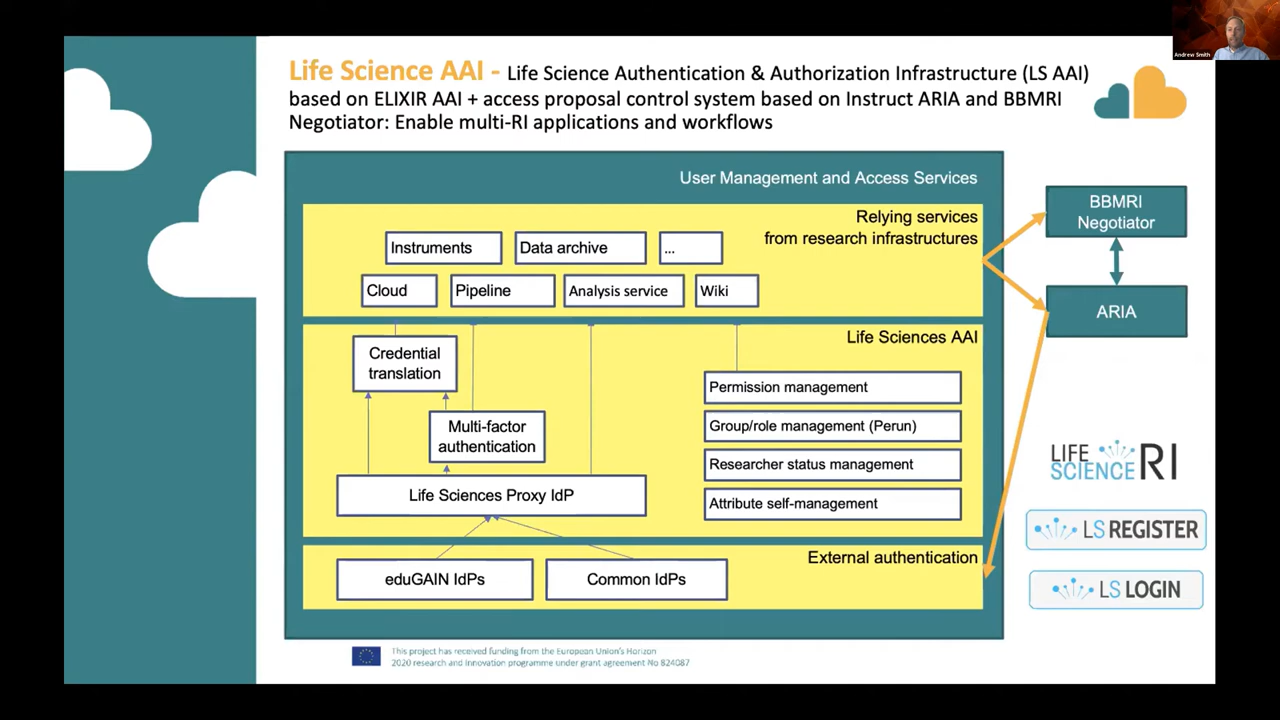 Andrew Smith
Life Science AAI - Life Science Authentication & Authorization Infrastructure (LS AAI)
based on ELIXIR AAI + access proposal control system based on Instruct ARIA and BBMRI
Negotiator: Enable multi-RI applications and workflows
User Management and Access Services
Relying services
from research infrastructures
Instruments
Data archive
...
Cloud
Pipeline
Analysis service
Wiki
BBMRI
Negotiator
ARIA
Life Sciences AAI
Credential
translation
Multi-factor
authentication
Life Sciences Proxy IdP
Permission management
Group/role management (Perun)
Researcher status management
Attribute self-management
External authentication
eduGAIN IdPs
Common IdPs
LIFE
SCIENCE RI
LS REGISTER
LS LOGIN
This project has received funding from the European Union's Horizon
2020 research and Innovation programme under grant agreement No 824087